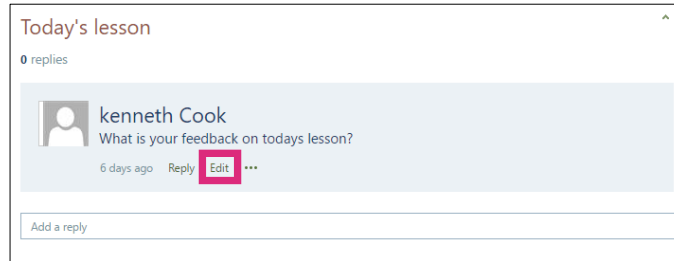 Today's lesson
0 replies
kenneth Cook
What is your feedback on todays lesson?
6 days ago Reply Edit •••
Add a reply